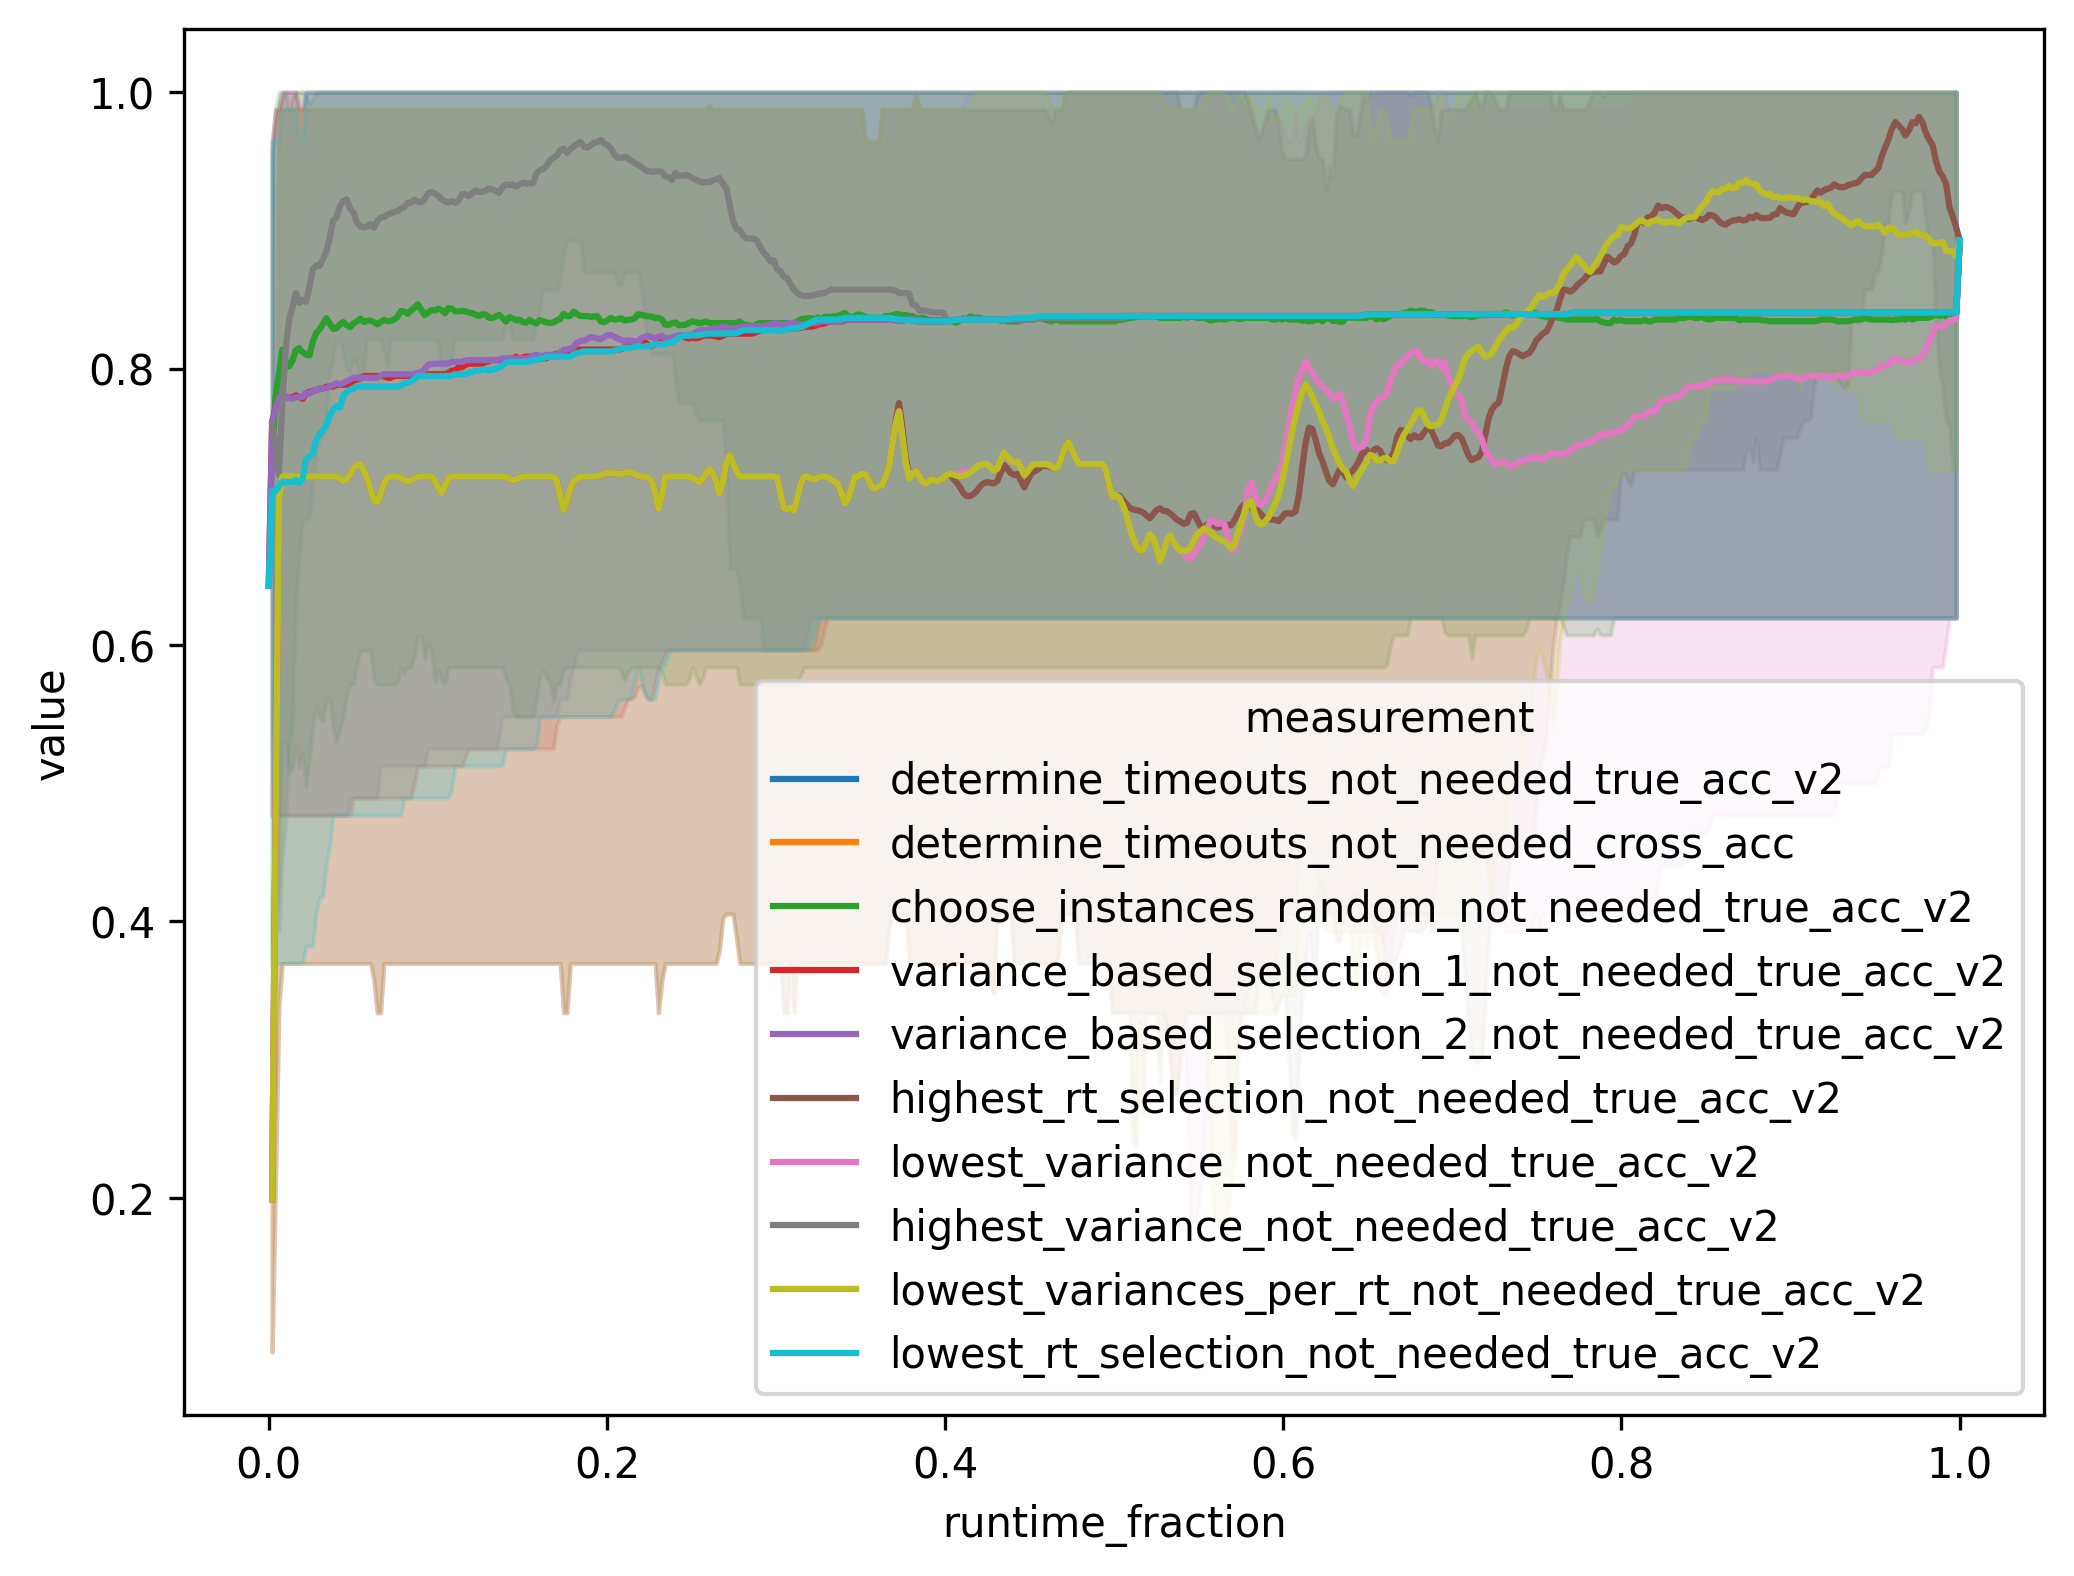 1.0
0.8
0.6
0.4
0.2
value
measurement
determine_timeouts_not_needed_true_acc_v2
determine_timeouts_not_needed_cross_acc
choose_instances_random_not_needed_true_acc_v2
variance_based_selection_1_not_needed_true_acc_v2
variance_based_selection_2_not_needed_true_acc_v2
highest_rt_selection_not_needed_true_acc_v2
lowest_variance_not_needed_true_acc_v2
highest_variance_not_needed_true_acc_v2
lowest_variances_per_rt_not_needed_true_acc_v2
lowest_rt_selection_not_needed_true_acc_v2
0.0 0.2 0.4 0.6 0.8 1.0
runtime_fraction